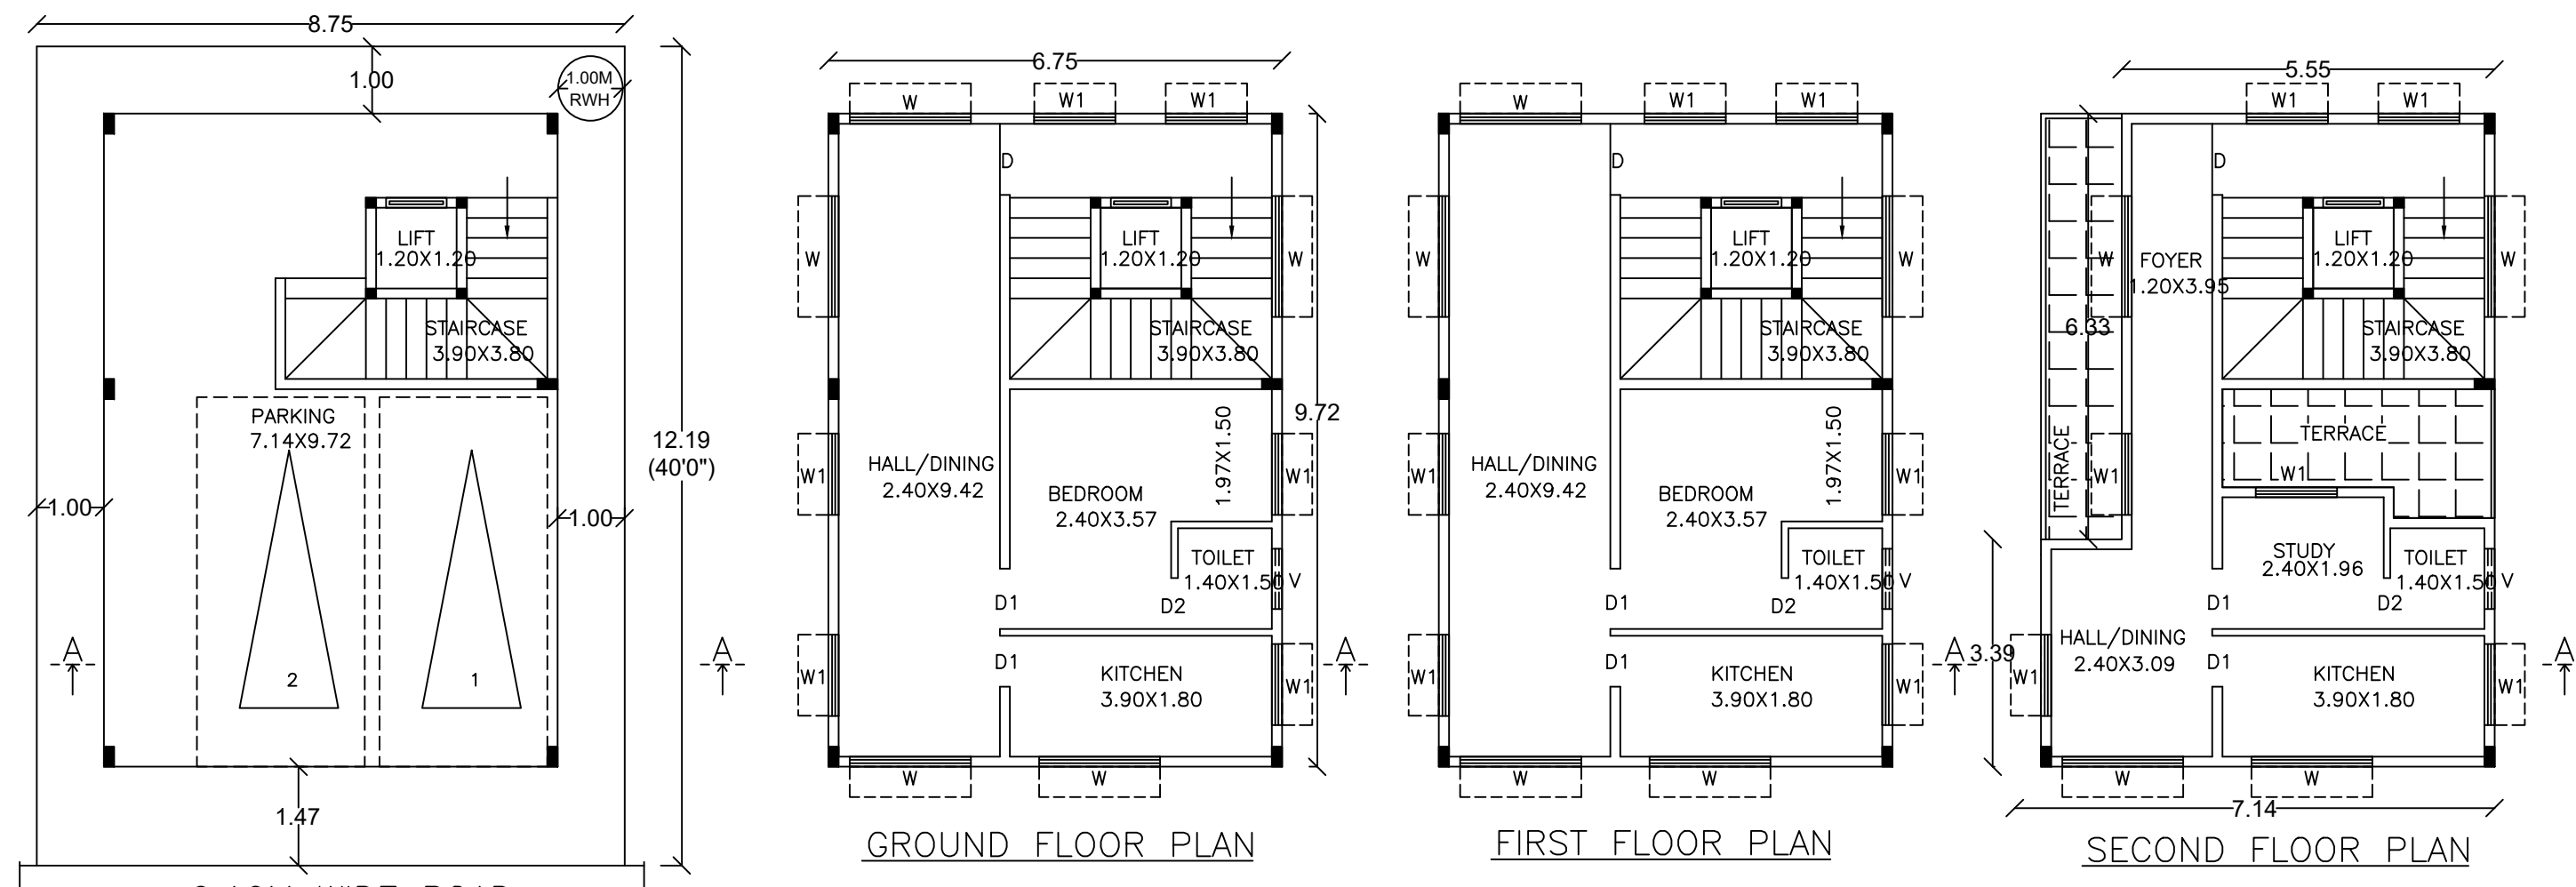 8.75
1.00
1.00M
RWH
LIFT
1.20X1.20
STAIRCASE
3.90X3.80
PARKING
7.14X9.72
12.19
(40'0")
1.00
1.00
2
1
A
A
1.47
6.75
W
W1
W1
D
W
LIFT
1.20X1.20
W
STAIRCASE
3.90X3.80
9.72
1.97X1.50
HALL/DINING
2.40X9.42
W1
BEDROOM
2.40X3.57
W1
TOILET
1.40X1.50
V
D1
D2
D1
W1
KITCHEN
3.90X1.80
W1
A
W
W
GROUND FLOOR PLAN
W
W1
W1
D
W
LIFT
1.20X1.20
W
STAIRCASE
3.90X3.80
1.97X1.50
HALL/DINING
2.40X9.42
W1
BEDROOM
2.40X3.57
W1
TOILET
1.40X1.50
V
D1
D2
D1
W1
KITCHEN
3.90X1.80
W1
A
W
W
FIRST FLOOR PLAN
5.55
W1
W1
D
W
FOYER
1.20X3.95
LIFT
1.20X1.20
W
6.33
STAIRCASE
3.90X3.80
TERRACE
TERRACE
W1
W1
STUDY
2.40X1.96
TOILET
1.40X1.50
V
D1
D2
3.39
HALL/DINING
2.40X3.09
D1
W1
KITCHEN
3.90X1.80
W1
A
W
W
7.14
SECOND FLOOR PLAN